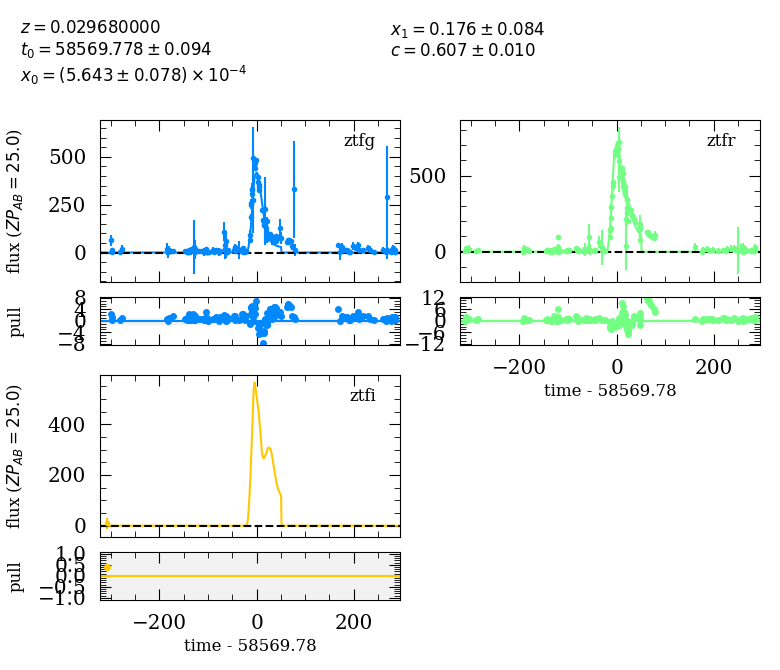 z = 0.029680000
t₀ = 58569.778 ± 0.094
x₀ = (5.643 ± 0.078) × 10⁻⁴
x₁ = 0.176 ± 0.084
c = 0.607 ± 0.010
ztfg
flux (ZP_AB = 25.0)
500
250
0
pull
8
4
0
−4
−8
ztfr
500
0
12
6
0
−6
−12
−200 0 200
time - 58569.78
ztfi
flux (ZP_AB = 25.0)
400
200
0
pull
1.0
0.5
0.0
−0.5
−1.0
−200 0 200
time - 58569.78